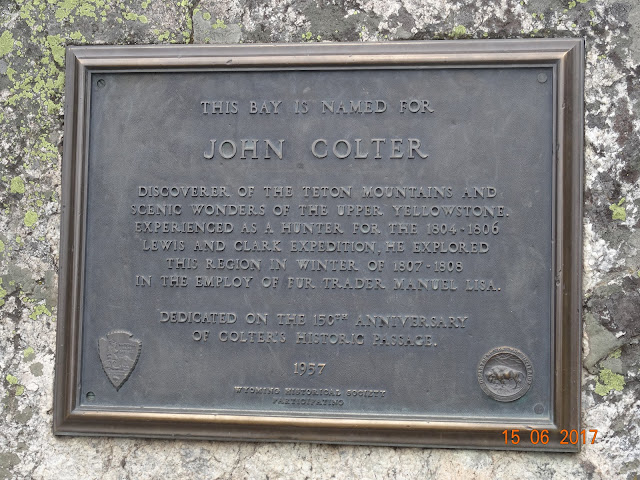 THIS BAY IS NAMED FOR
JOHN COLTER
DISCOVERER OF THE TETON MOUNTAINS AND
SCENIC WONDERS OF THE UPPER YELLOWSTONE.
EXPERIENCED AS A HUNTER FOR THE 1804-1806
LEWIS AND CLARK EXPEDITION, HE EXPLORED
THIS REGION IN WINTER OF 1807-1808
IN THE EMPLOY OF FUR TRADER MANUEL LISA.
DEDICATED ON THE 150TH ANNIVERSARY
OF COLTER'S HISTORIC PASSAGE.
1957
WYOMING HISTORICAL SOCIETY
PARTICIPATING
15 06 2017